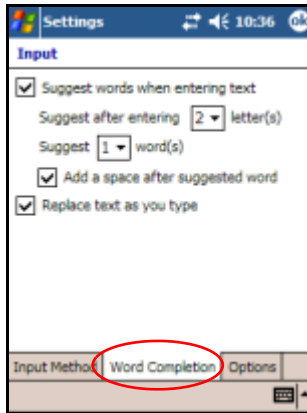 Settings 10:36 ok
Input
Suggest words when entering text
Suggest after entering 2 letter(s)
Suggest 1 word(s)
Add a space after suggested word
Replace text as you type
Input Method Word Completion Options